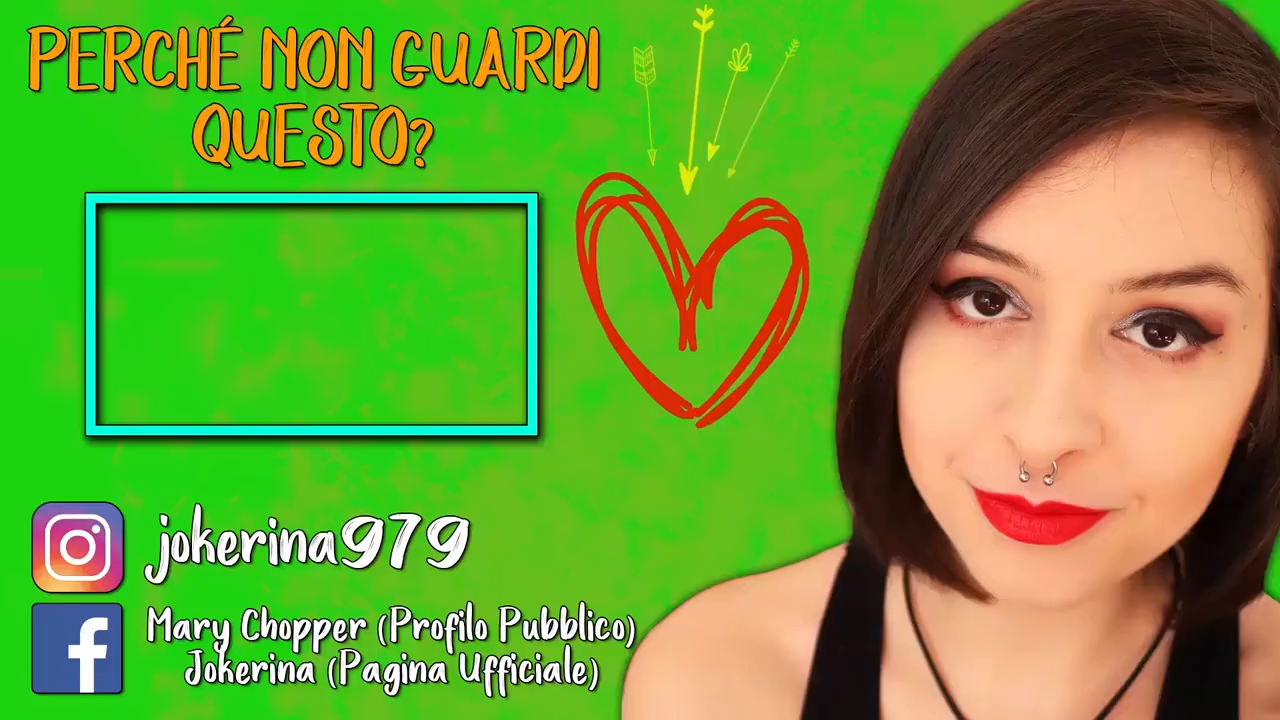 PERCHÉ NON GUARDI
QUESTO?
jokerina979
Mary Chopper (Profilo Pubblico)
Jokerina (Pagina Ufficiale)